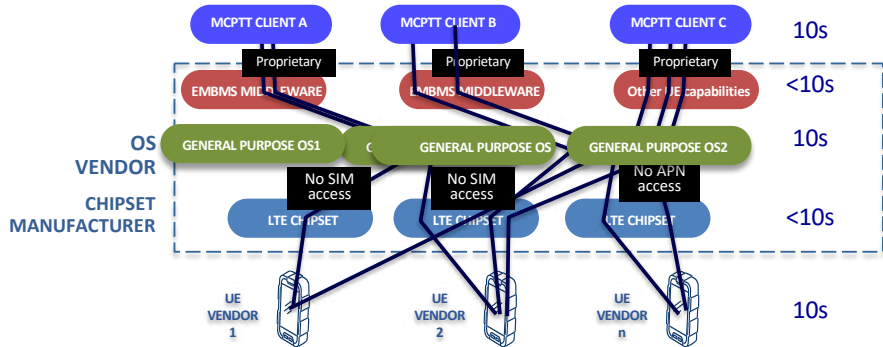 MCPTT CLIENT A
MCPTT CLIENT B
MCPTT CLIENT C
10s
Proprietary
Proprietary
Proprietary
EMBMS MIDDLEWARE
EMBMS MIDDLEWARE
Other UE capabilities
<10s
OS
VENDOR
GENERAL PURPOSE OS1
G
GENERAL PURPOSE OS
GENERAL PURPOSE OS2
10s
No SIM
access
No SIM
access
No APN
access
CHIPSET
MANUFACTURER
LTE CHIPSET
LTE CHIPSET
LTE CHIPSET
<10s
UE
VENDOR
1
UE
VENDOR
2
UE
VENDOR
n
10s